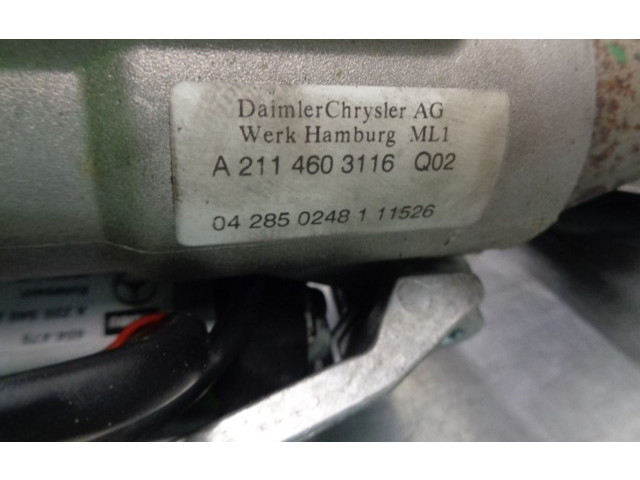 DaimlerChrysler AG
Werk Hamburg ML1
A 211 460 3116 Q02
04 285 0248 1 11526